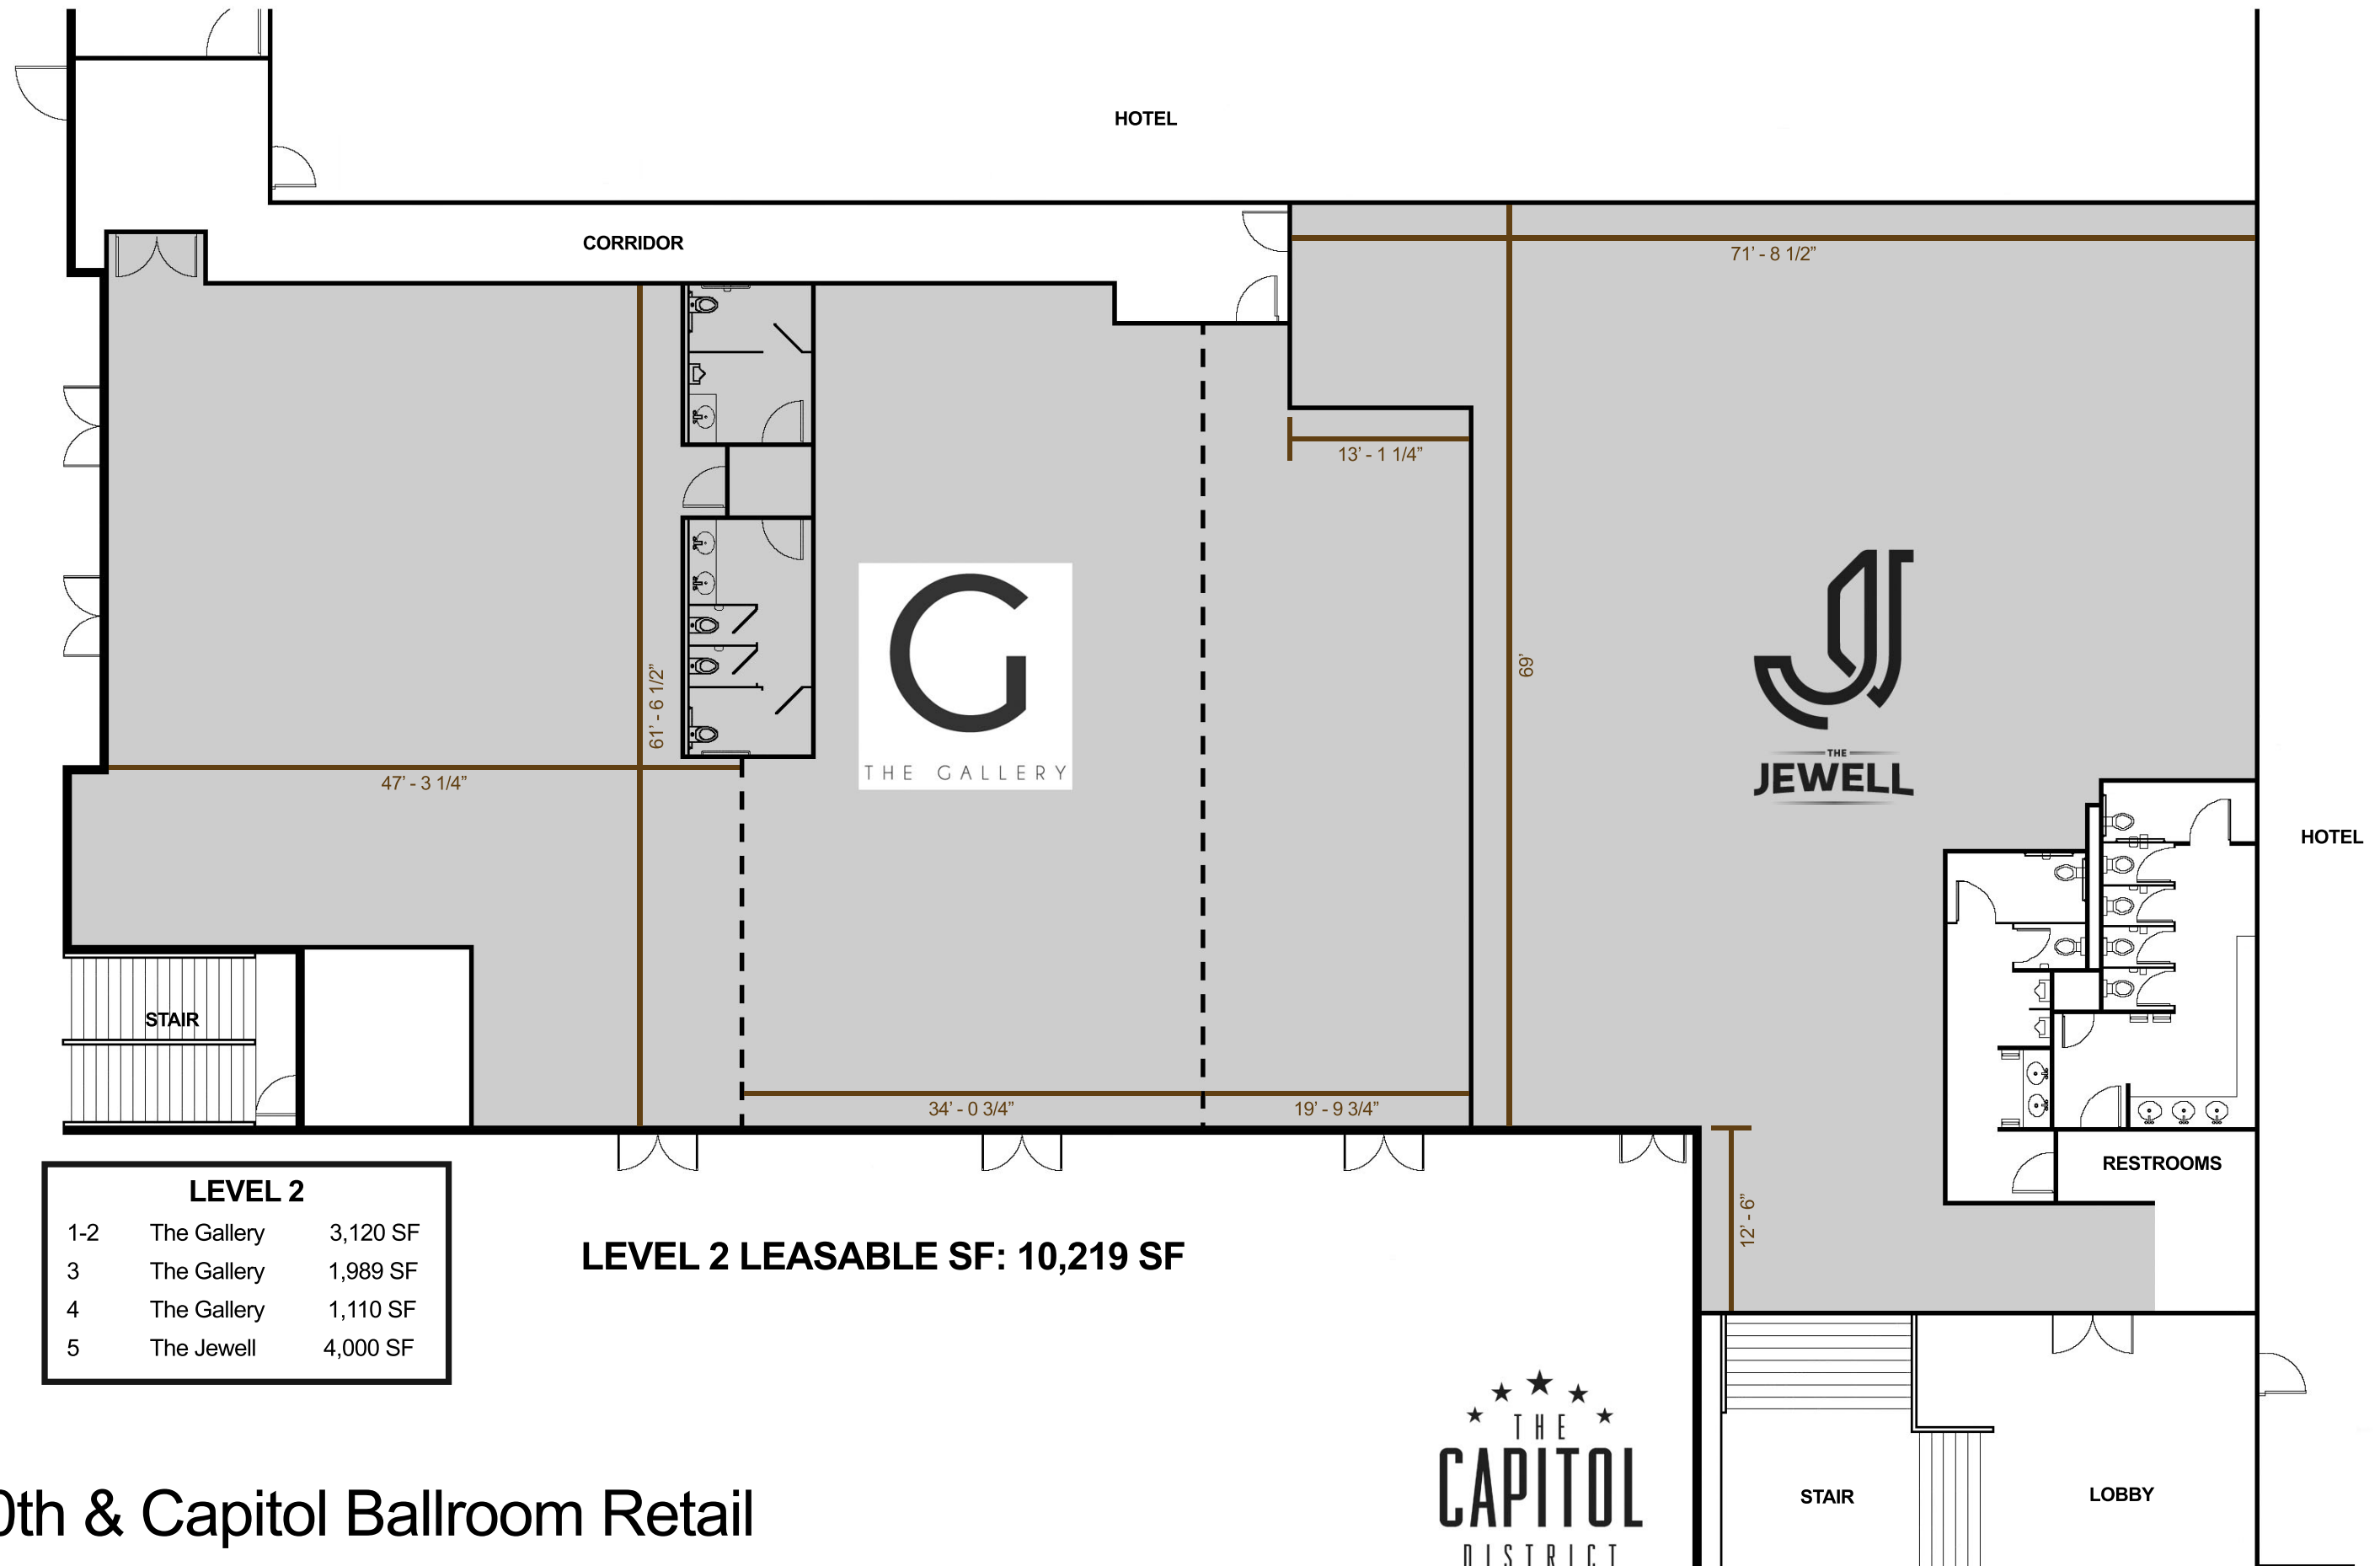 HOTEL
CORRIDOR
71’ - 8 1/2”
13’ - 1 1/4”
69’
61’ - 6 1/2”
G
THE GALLERY
THE
JEWELL
47’ - 3 1/4”
HOTEL
STAIR
34’ - 0 3/4”
19’ - 9 3/4”
RESTROOMS
12’ - 6”
LEVEL 2
1-2 The Gallery 3,120 SF
3 The Gallery 1,989 SF
4 The Gallery 1,110 SF
5 The Jewell 4,000 SF
LEVEL 2 LEASABLE SF: 10,219 SF
THE
CAPITOL
DISTRICT
STAIR
LOBBY
0th & Capitol Ballroom Retail